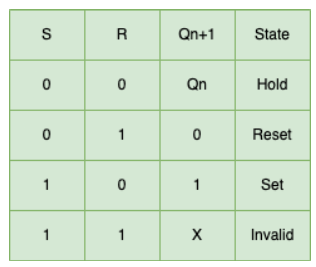 S R Qn+1 State
0 0 Qn Hold
0 1 0 Reset
1 0 1 Set
1 1 X Invalid